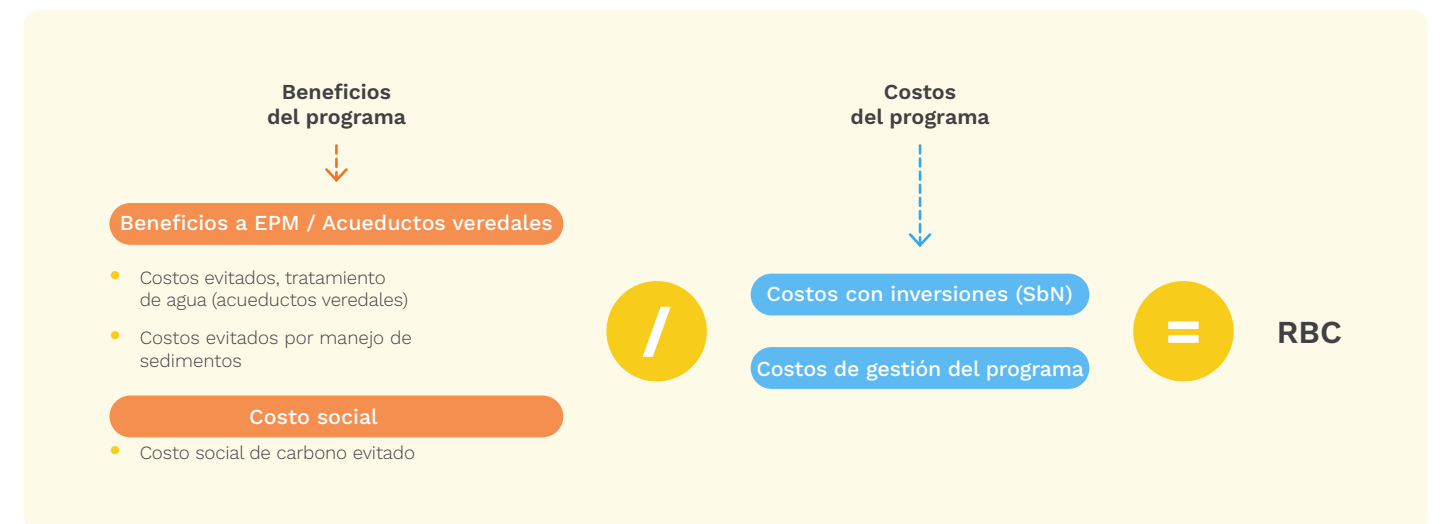 Beneficios
del programa
Beneficios a EPM / Acueductos veredales
Costos evitados, tratamiento
de agua (acueductos veredales)
Costos evitados por manejo de
sedimentos
Costo social
Costo social de carbono evitado
/
Costos
del programa
Costos con inversiones (SbN)
Costos de gestión del programa
=
RBC